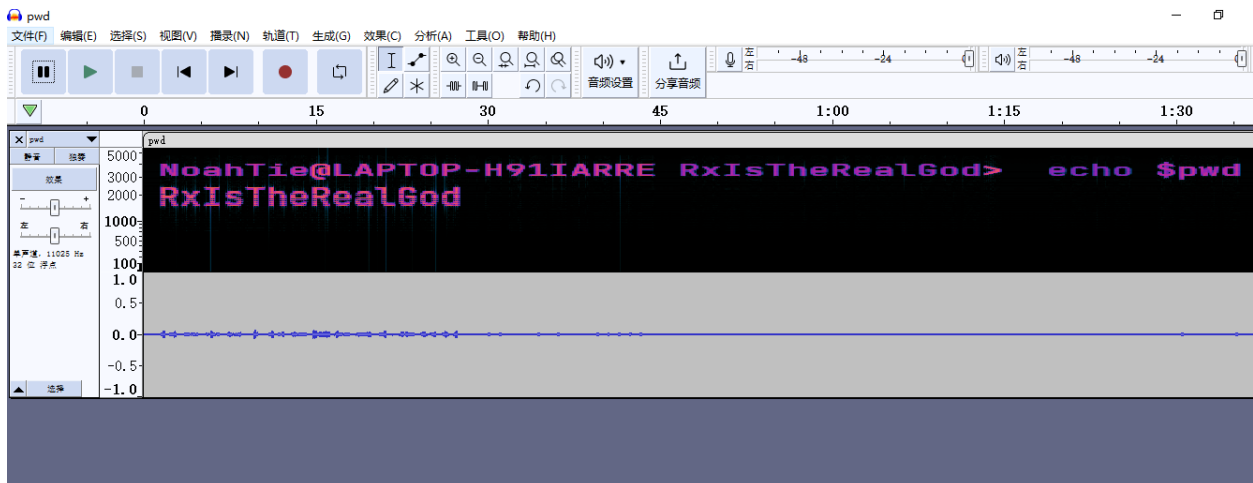 pwd
文件(F) 编辑(E) 选择(S) 视图(V) 播录(N) 轨道(T) 生成(G) 效果(C) 分析(A) 工具(O) 帮助(H)
音频设置 分享音频 左 右 -48 -24 左 右 -48 -24
0 15 30 45 1:00 1:15 1:30
pwd pwd
静音 独奏 5000
效果 3000 NoahTie@LAPTOP-H91IARRE RxIsTheRealGod> echo $pwd
- + 2000 RxIsTheRealGod
左 右 1000
500
单声道, 11025 Hz 100
32 位 浮点
1.0
0.5
0.0
-0.5
选择 -1.0